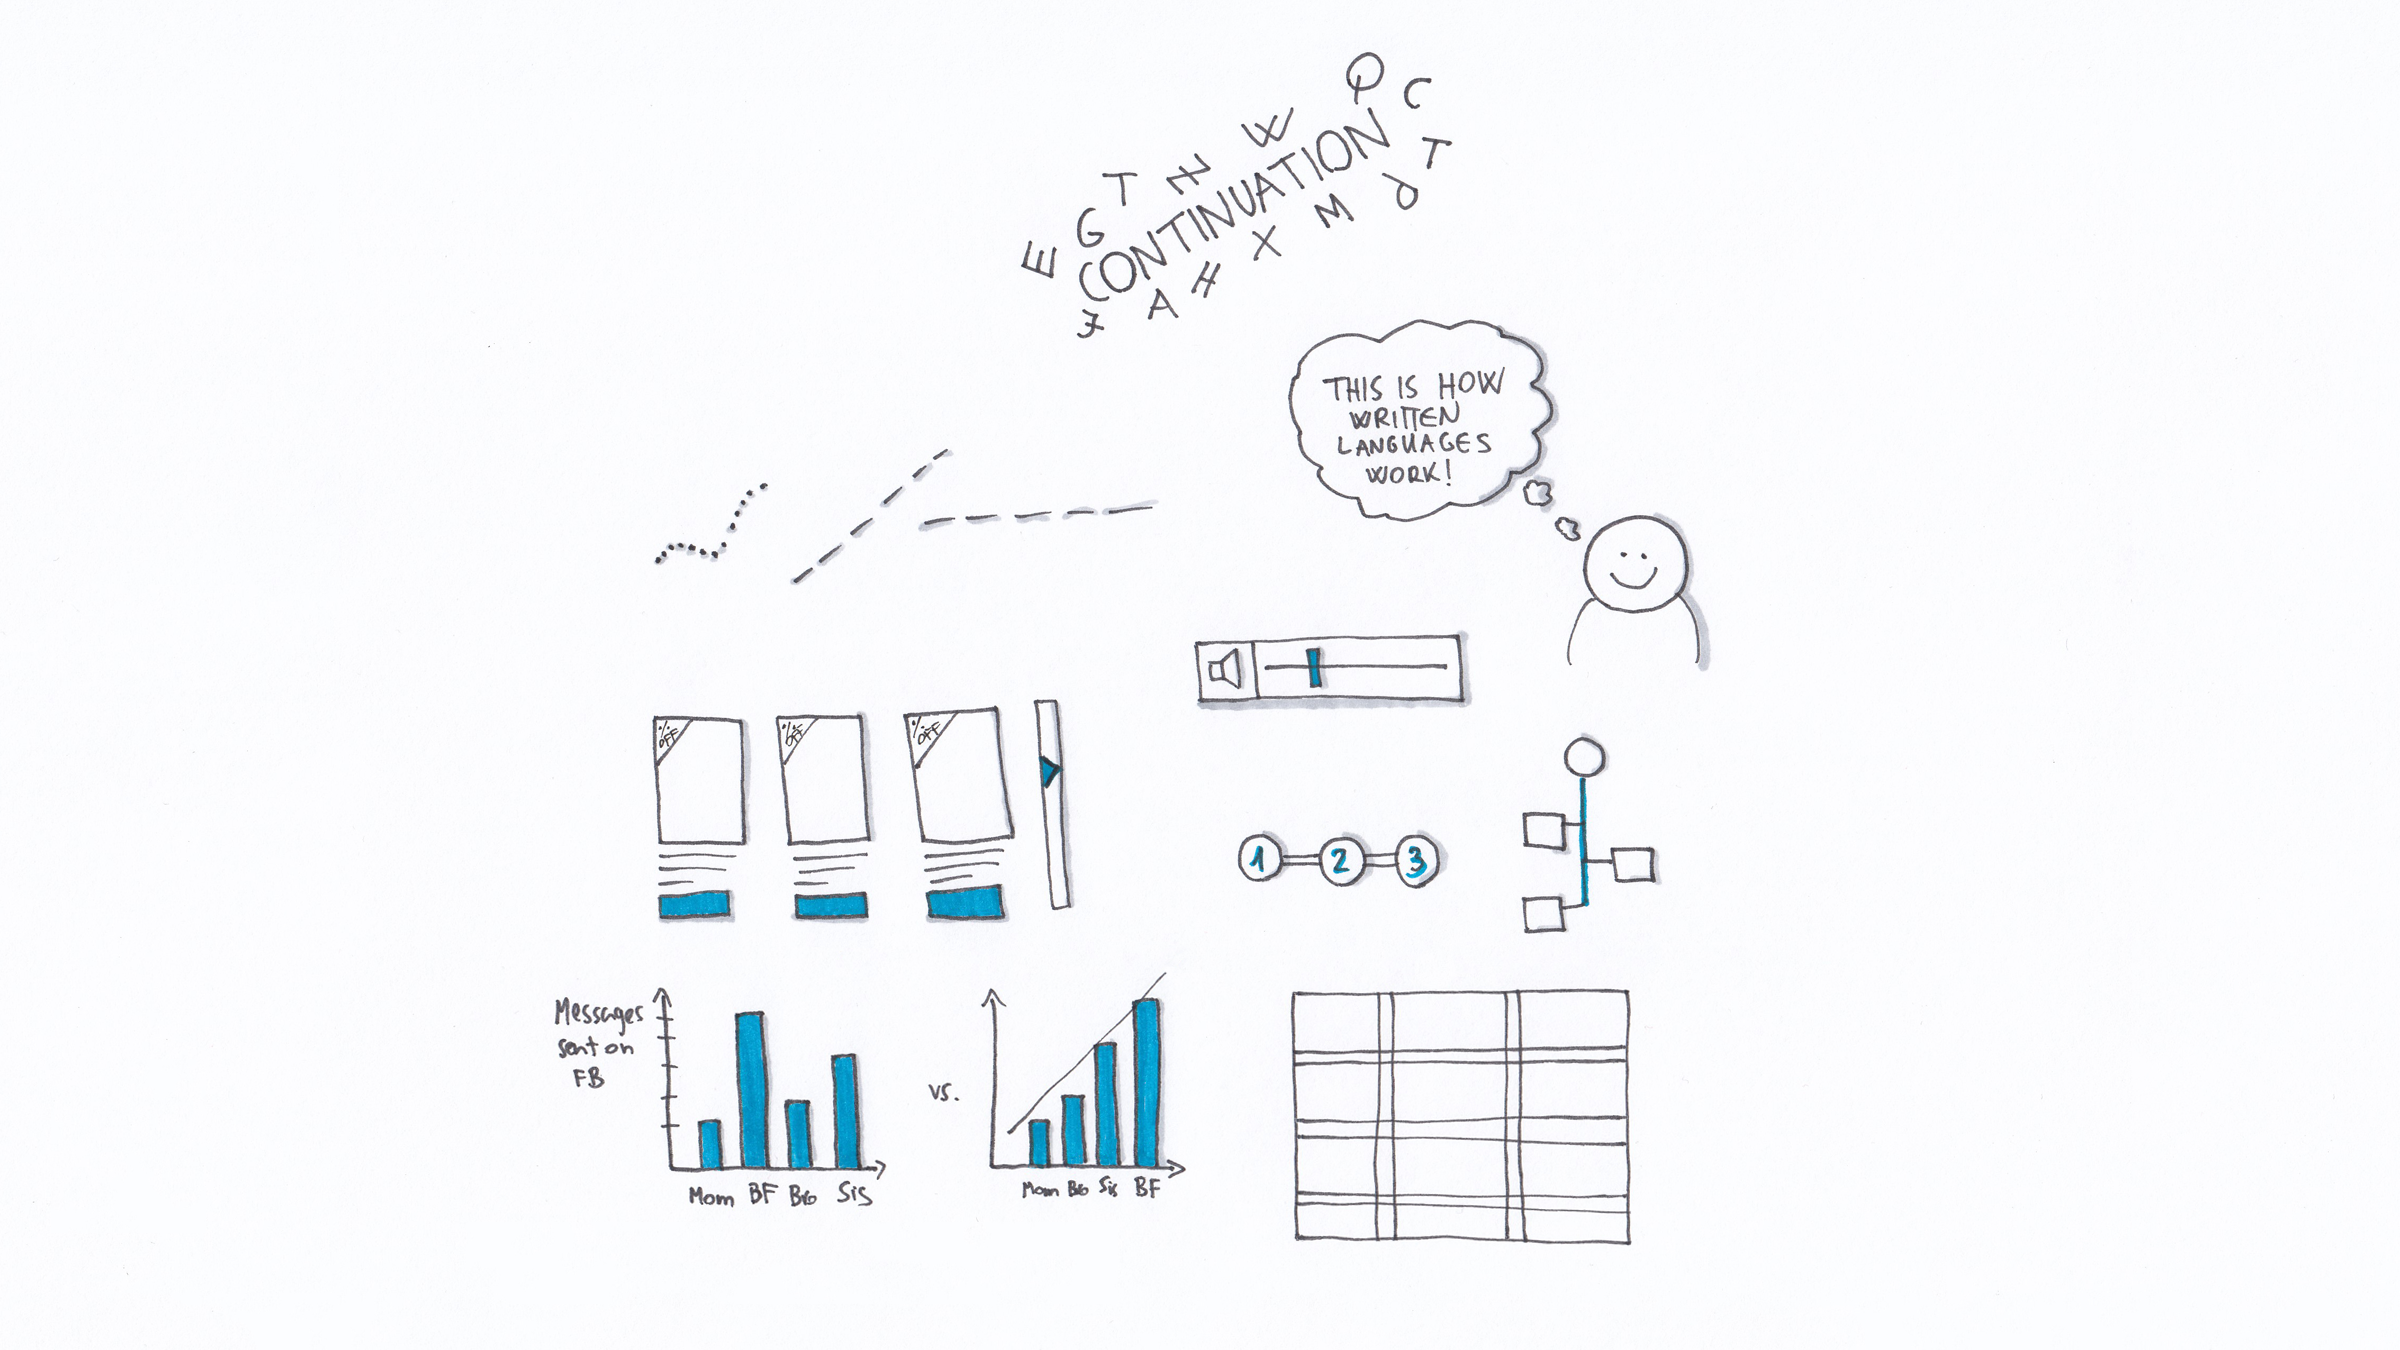 Q C
W
T N T
G CONTINUATION P
E M
X
A H
J
THIS IS HOW
WRITTEN
LANGUAGES
WORK!
% OFF
% OFF
% OFF
1 2 3
Messages
sent on
FB
Mom BF Bro Sis
vs.
Mom Bro Sis BF